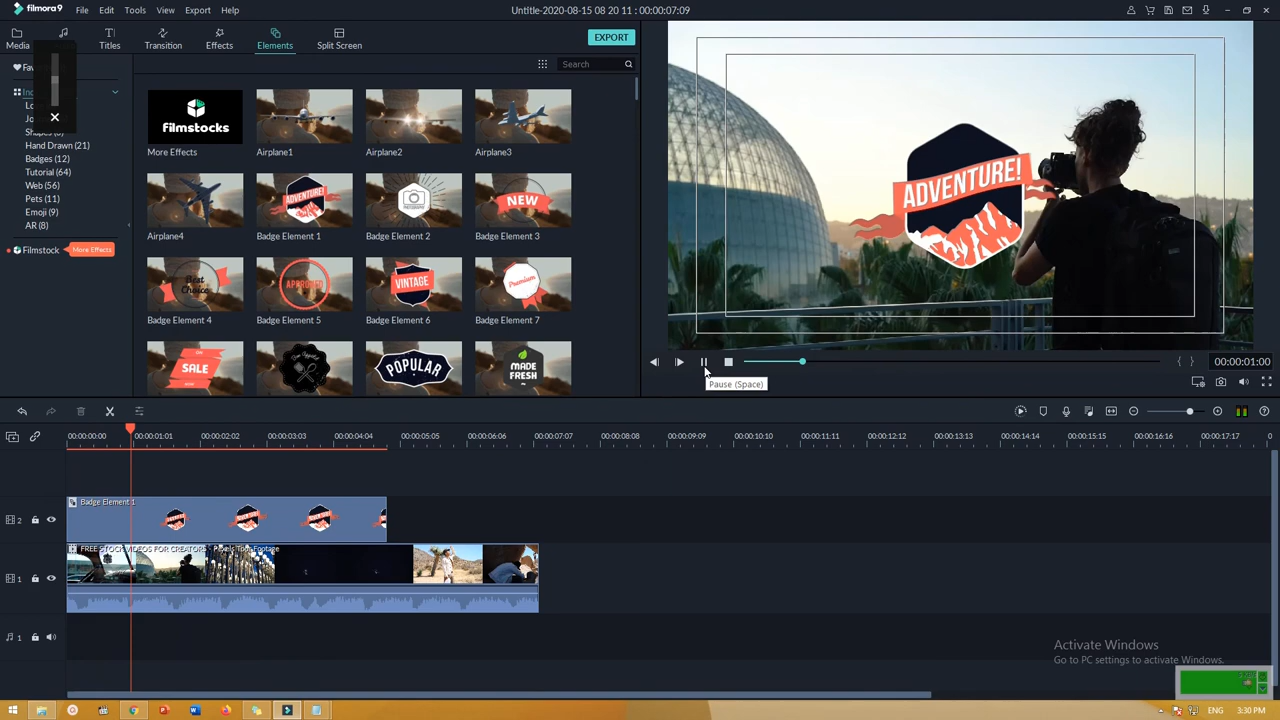 filmora9 File Edit Tools View Export Help
Untitle-2020-08-15 08 20 11 : 00:00:07:09
Media Titles Transition Effects Elements Split Screen
EXPORT
Search
Hand Drawn (21)
Badges (12)
Tutorial (64)
Web (56)
Pets (11)
Emoji (9)
AR (8)
Filmstock More Effects
filmstocks
More Effects Airplane1 Airplane2 Airplane3
ADVENTURE! NEW
Airplane4 Badge Element 1 Badge Element 2 Badge Element 3
Best Choice APPROVED VINTAGE Premium
Badge Element 4 Badge Element 5 Badge Element 6 Badge Element 7
SALE POPULAR MADE FRESH
ADVENTURE!
00:00:01:00
Pause (Space)
00:00:00:00 00:00:01:01 00:00:02:02 00:00:03:03 00:00:04:04 00:00:05:05 00:00:06:06 00:00:07:07 00:00:08:08 00:00:09:09 00:00:10:10 00:00:11:11 00:00:12:12 00:00:13:13 00:00:14:14 00:00:15:15 00:00:16:16 00:00:17:17 0
2 Badge Element 1
1 FREE STOCK VIDEOS FOR CREATORS
1
Activate Windows
Go to PC settings to activate Windows.
ENG 3:30 PM